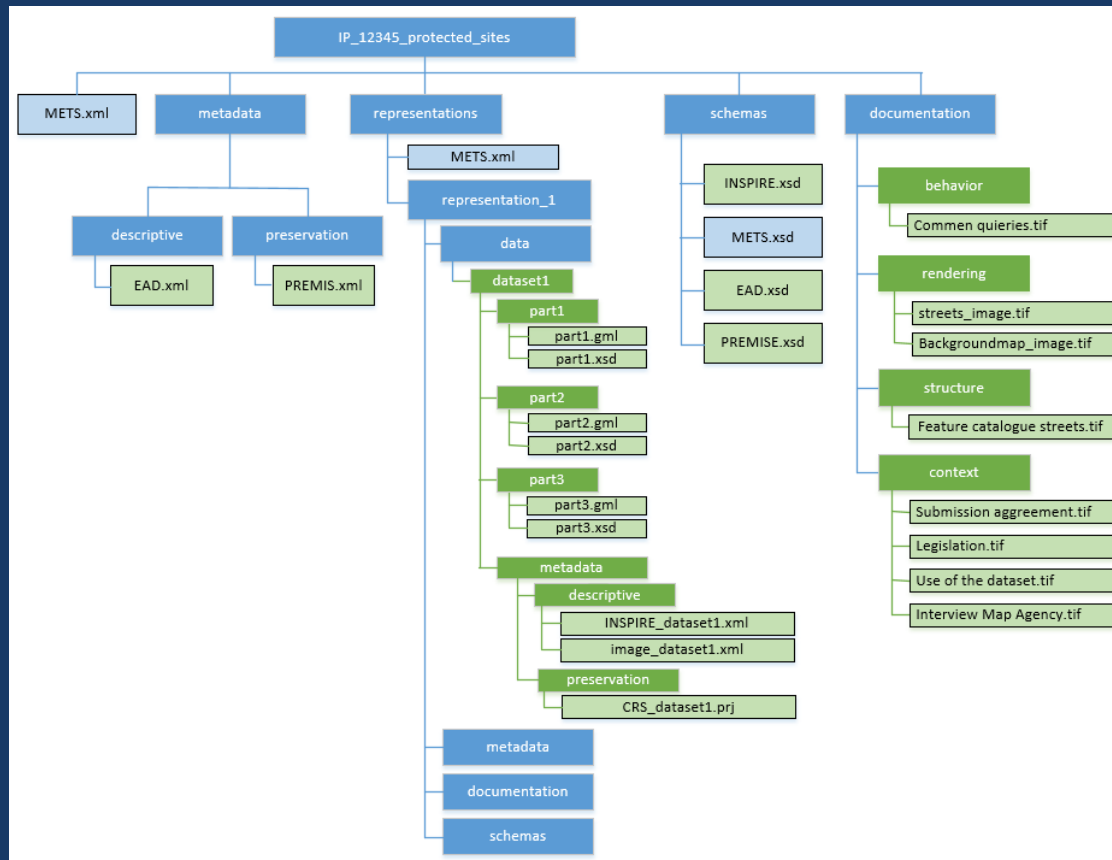 IP_12345_protected_sites
METS.xml
metadata
representations
schemas
documentation
METS.xml
descriptive
preservation
EAD.xml
PREMIS.xml
representation_1
data
dataset1
part1
part1.gml
part1.xsd
part2
part2.gml
part2.xsd
part3
part3.gml
part3.xsd
metadata
descriptive
INSPIRE_dataset1.xml
image_dataset1.xml
preservation
CRS_dataset1.prj
metadata
documentation
schemas
INSPIRE.xsd
METS.xsd
EAD.xsd
PREMISE.xsd
behavior
Commen quieries.tif
rendering
streets_image.tif
Backgroundmap_image.tif
structure
Feature catalogue streets.tif
context
Submission aggreement.tif
Legislation.tif
Use of the dataset.tif
Interview Map Agency.tif